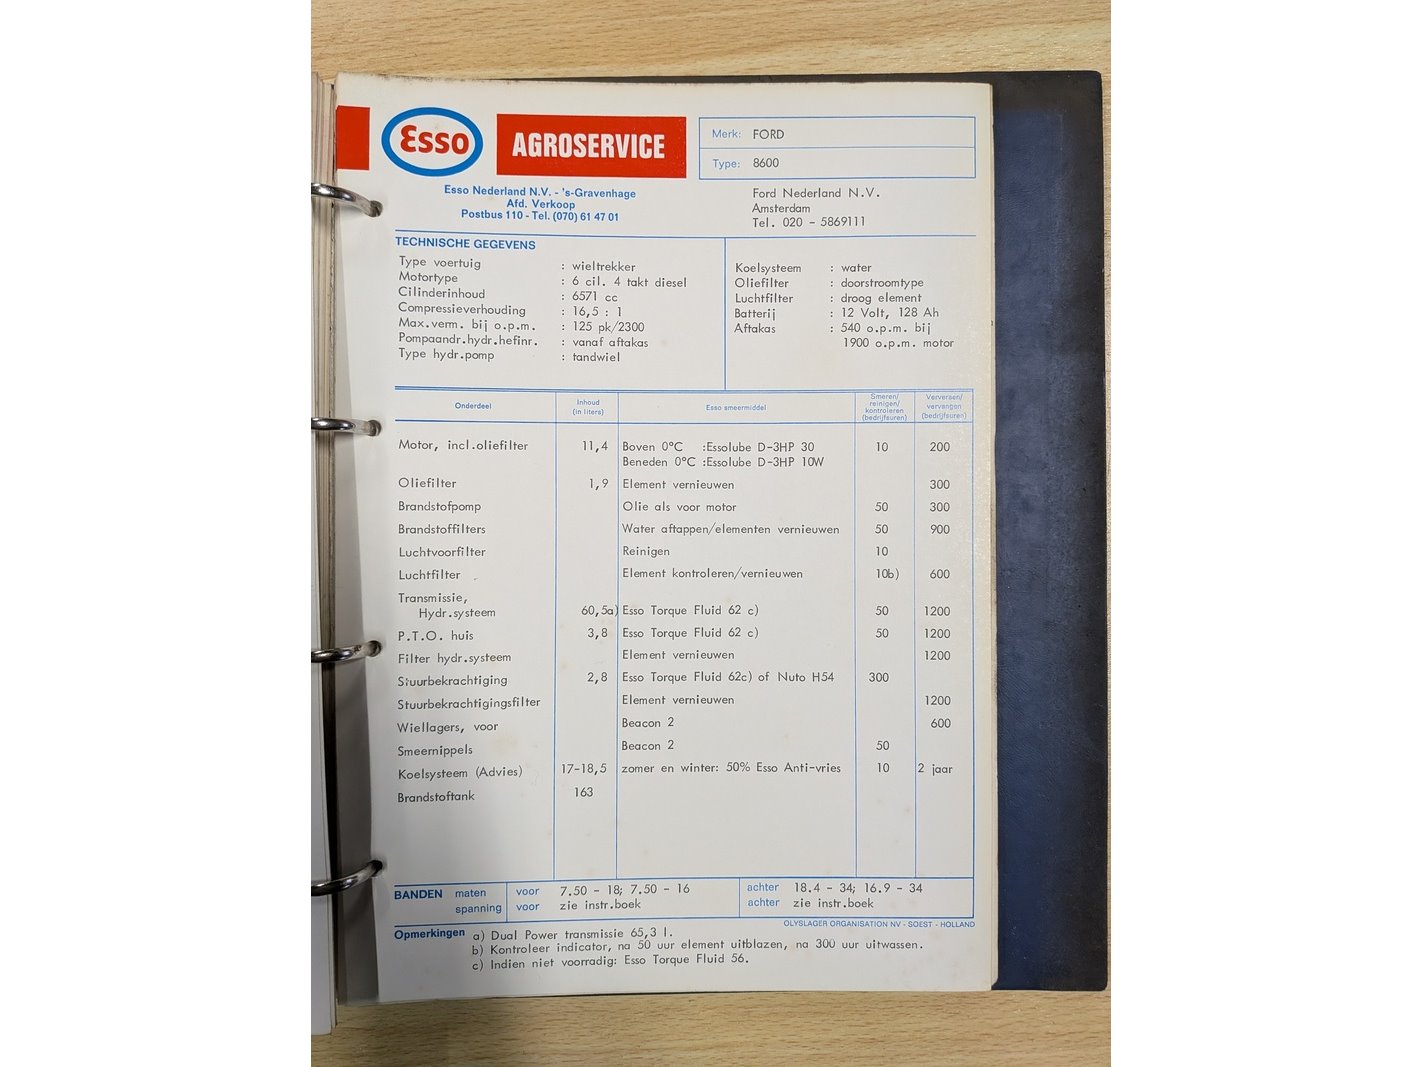 Esso AGROSERVICE
Merk: FORD
Type: 8600
Esso Nederland N.V. - 's-Gravenhage
Afd. Verkoop
Postbus 110 - Tel. (070) 61 47 01
Ford Nederland N.V.
Amsterdam
Tel. 020 - 5869111
TECHNISCHE GEGEVENS
Type voertuig : wieltrekker
Motortype : 6 cil. 4 takt diesel
Cilinderinhoud : 6571 cc
Compressieverhouding : 16,5 : 1
Max.verm. bij o.p.m. : 125 pk/2300
Pompaandr.hydr.hefinr. : vanaf aftakas
Type hydr.pomp : tandwiel
Koelsysteem : water
Oliefilter : doorstroomtype
Luchtfilter : droog element
Batterij : 12 Volt, 128 Ah
Aftakas : 540 o.p.m. bij
1900 o.p.m. motor
Onderdeel
Inhoud
(in liters)
Esso smeermiddel
Smeren/
reinigen/
kontroleren
(bedrijfsuren)
Verversen/
vervangen
(bedrijfsuren)
Motor, incl.oliefilter 11,4 Boven 0°C :Essolube D-3HP 30 10 200
Beneden 0°C :Essolube D-3HP 10W
Oliefilter 1,9 Element vernieuwen 300
Brandstofpomp Olie als voor motor 50 300
Brandstoffilters Water aftappen/elementen vernieuwen 50 900
Luchtvoorfilter Reinigen 10
Luchtfilter Element kontroleren/vernieuwen 10b) 600
Transmissie,
Hydr.systeem 60,5a) Esso Torque Fluid 62 c) 50 1200
P.T.O. huis 3,8 Esso Torque Fluid 62 c) 50 1200
Filter hydr.systeem Element vernieuwen 1200
Stuurbekrachtiging 2,8 Esso Torque Fluid 62c) of Nuto H54 300
Stuurbekrachtigingsfilter Element vernieuwen 1200
Wiellagers, voor Beacon 2 600
Smeernippels Beacon 2 50
Koelsysteem (Advies) 17-18,5 zomer en winter: 50% Esso Anti-vries 10 2 jaar
Brandstoftank 163
BANDEN maten voor 7.50 - 18; 7.50 - 16 achter 18.4 - 34; 16.9 - 34
spanning voor zie instr.boek achter zie instr.boek
OLYSLAGER ORGANISATION NV - SOEST - HOLLAND
Opmerkingen a) Dual Power transmissie 65,3 l.
b) Kontroleer indicator, na 50 uur element uitblazen, na 300 uur uitwassen.
c) Indien niet voorradig: Esso Torque Fluid 56.